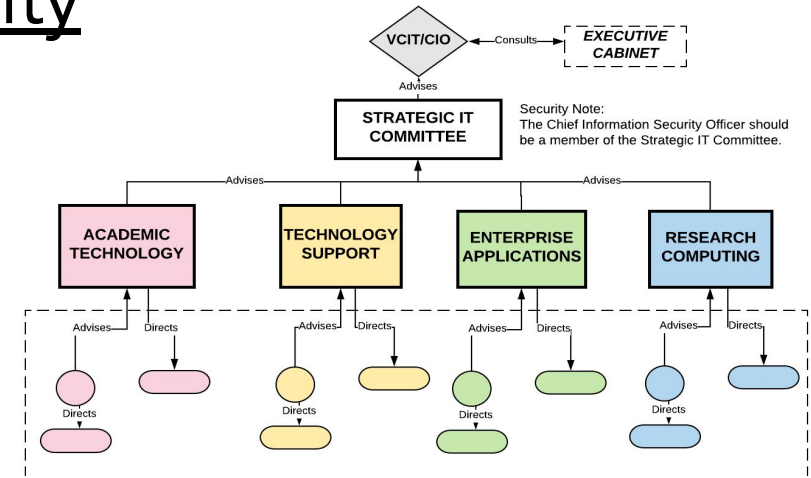 ity
VCIT/CIO
Consults
EXECUTIVE
CABINET
Advises
STRATEGIC IT
COMMITTEE
Security Note:
The Chief Information Security Officer should
be a member of the Strategic IT Committee.
Advises
Advises
ACADEMIC
TECHNOLOGY
TECHNOLOGY
SUPPORT
ENTERPRISE
APPLICATIONS
RESEARCH
COMPUTING
Advises
Directs
Advises
Directs
Advises
Directs
Advises
Directs
Directs
Directs
Directs
Directs